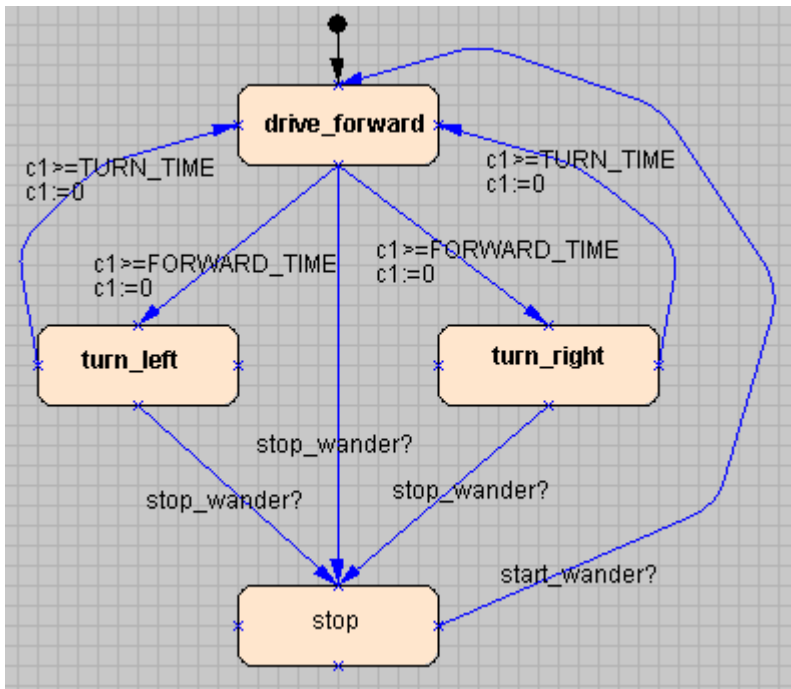 drive_forward
c1>=TURN_TIME
c1:=0
c1>=TURN_TIME
c1:=0
c1>=FORWARD_TIME
c1:=0
c1>=FORWARD_TIME
c1:=0
turn_left
turn_right
stop_wander?
stop_wander?
stop_wander?
start_wander?
stop